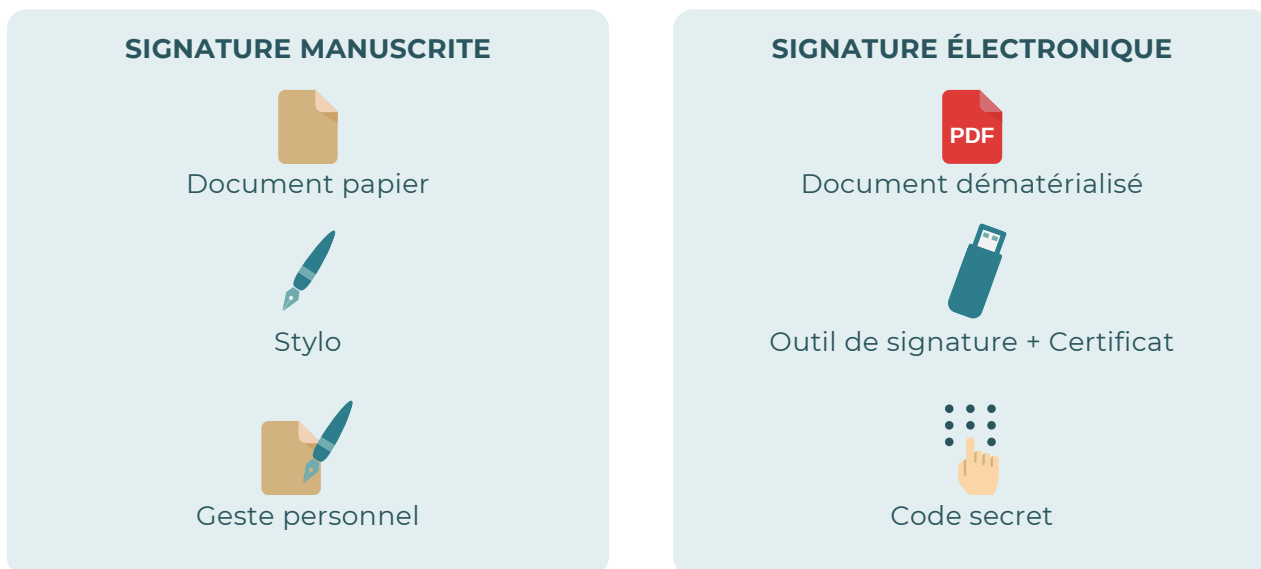 SIGNATURE MANUSCRITE
Document papier
Stylo
Geste personnel
SIGNATURE ÉLECTRONIQUE
PDF
Document dématérialisé
Outil de signature + Certificat
Code secret